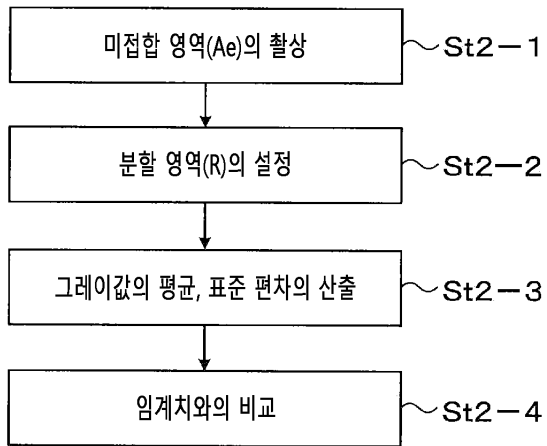 미접합 영역(Ae)의 촬상
St2-1
분할 영역(R)의 설정
St2-2
그레이값의 평균, 표준 편차의 산출
St2-3
임계치와의 비교
St2-4